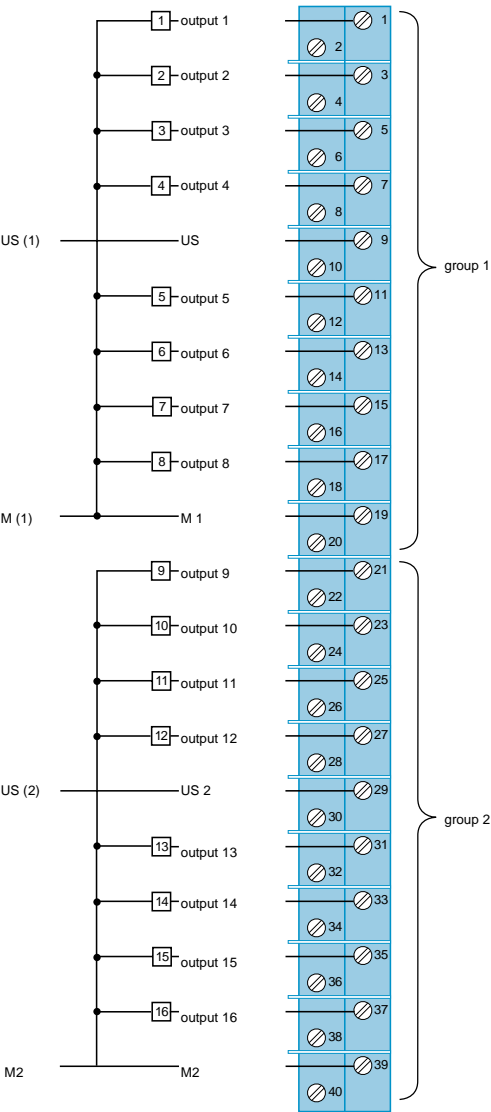 1 output 1 1
2
2 output 2 3
4
3 output 3 5
6
4 output 4 7
8
US (1) US 9
10
group 1
5 output 5 11
12
6 output 6 13
14
7 output 7 15
16
8 output 8 17
18
M (1) M 1 19
20
9 output 9 21
22
10 output 10 23
24
11 output 11 25
26
12 output 12 27
28
US (2) US 2 29
30
group 2
13 output 13 31
32
14 output 14 33
34
15 output 15 35
36
16 output 16 37
38
M2 M2 39
40